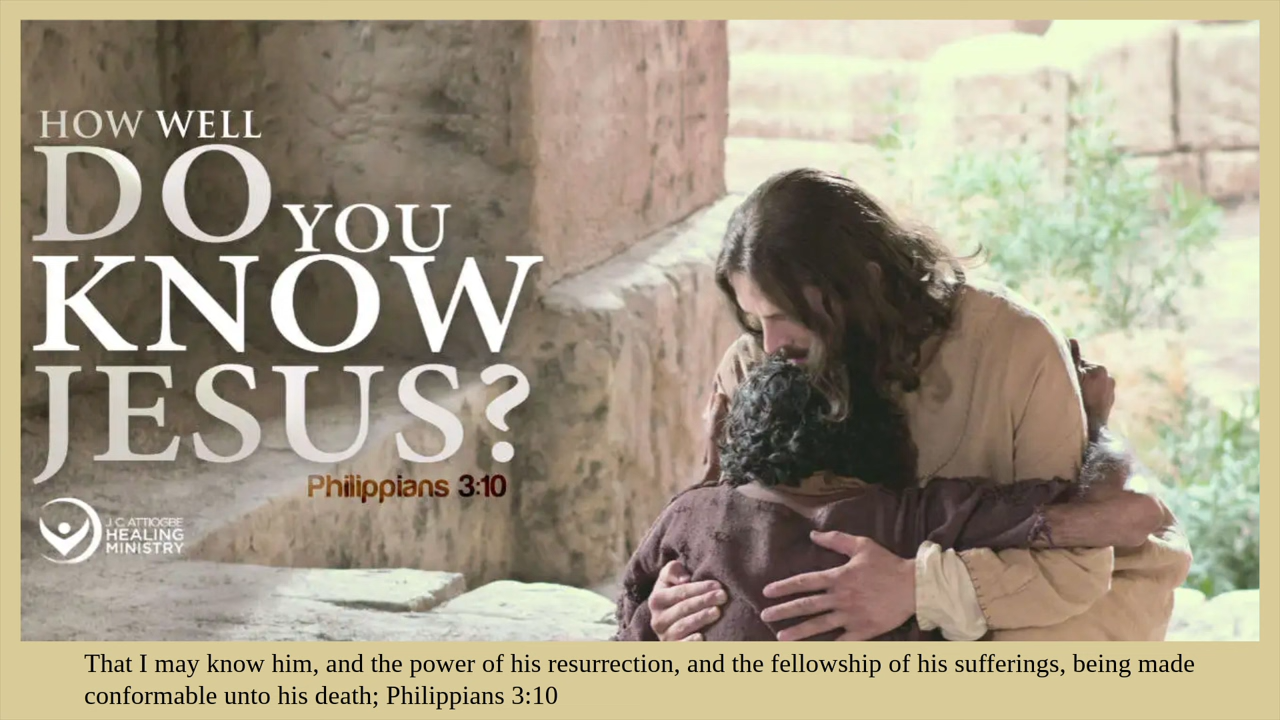 HOW WELL
DO YOU
KNOW
JESUS?
Philippians 3:10
J.C ATTIOGBE
HEALING
MINISTRY
That I may know him, and the power of his resurrection, and the fellowship of his sufferings, being made
conformable unto his death; Philippians 3:10